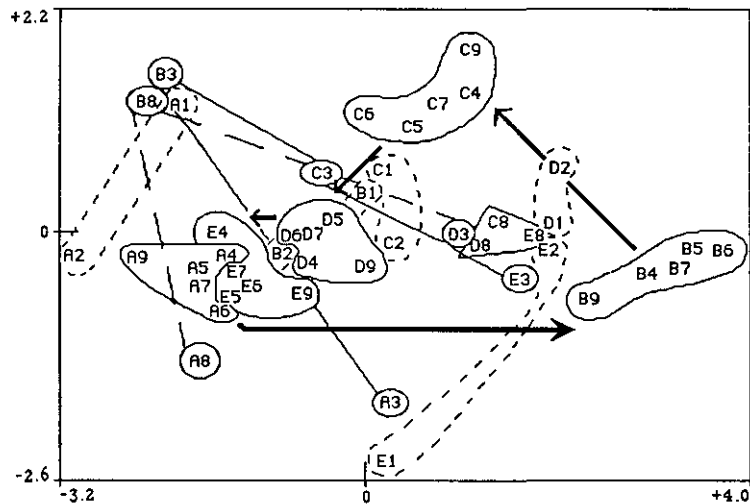 +2.2
C9
B3
B8 A1 C7 C4
C6
C5
C3 C1 D2
B1
D5 C8 D1
0 E4 D6 D7 C2 D3 D8 E8
A2 A9 A4 B2 D4 D9 E2 B5 B6
A5 E7 E3 B4 B7
A7 E6
E5 E9 B9
A6
A8
A3
E1
-2.6
-3.2 0 +4.0